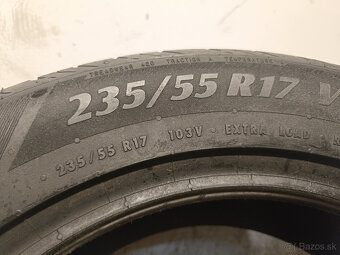 TREADWEAR 420 TRACTION A TEMPERATURE
235/55 R17 V
235/55 R17 103V - EXTRA LOAD
Bazos.sk